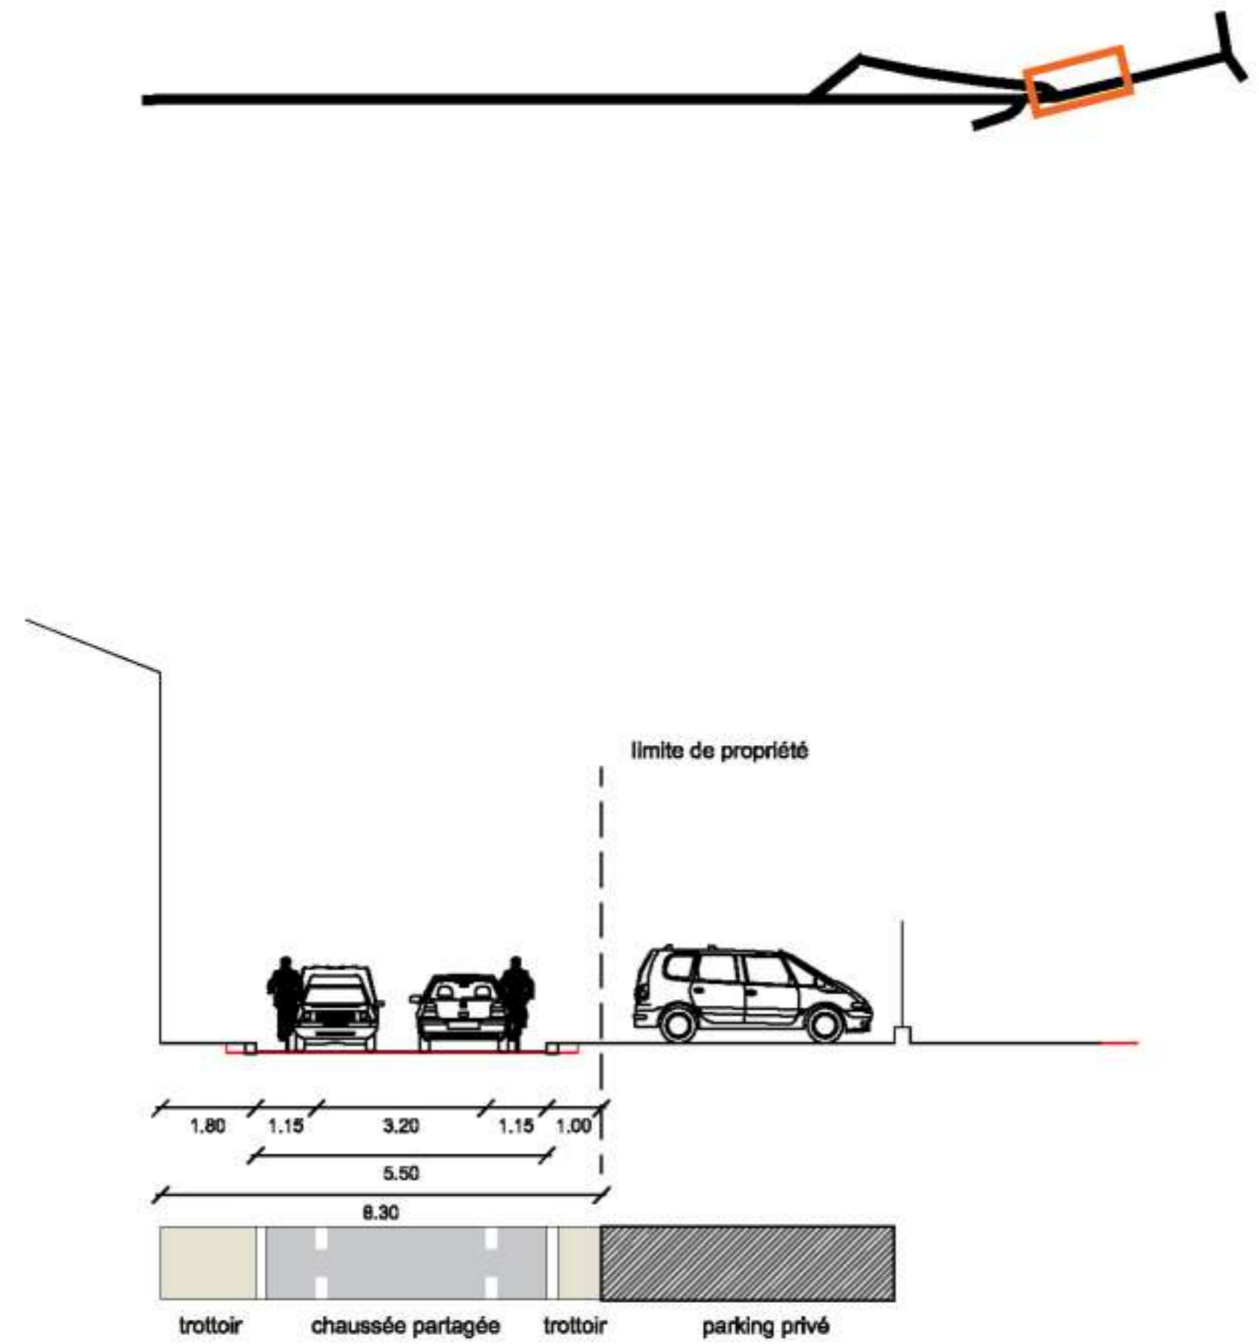 limite de propriété
1.80 1.15 3.20 1.15 1.00
5.50
8.30
trottoir chaussée partagée trottoir parking privé